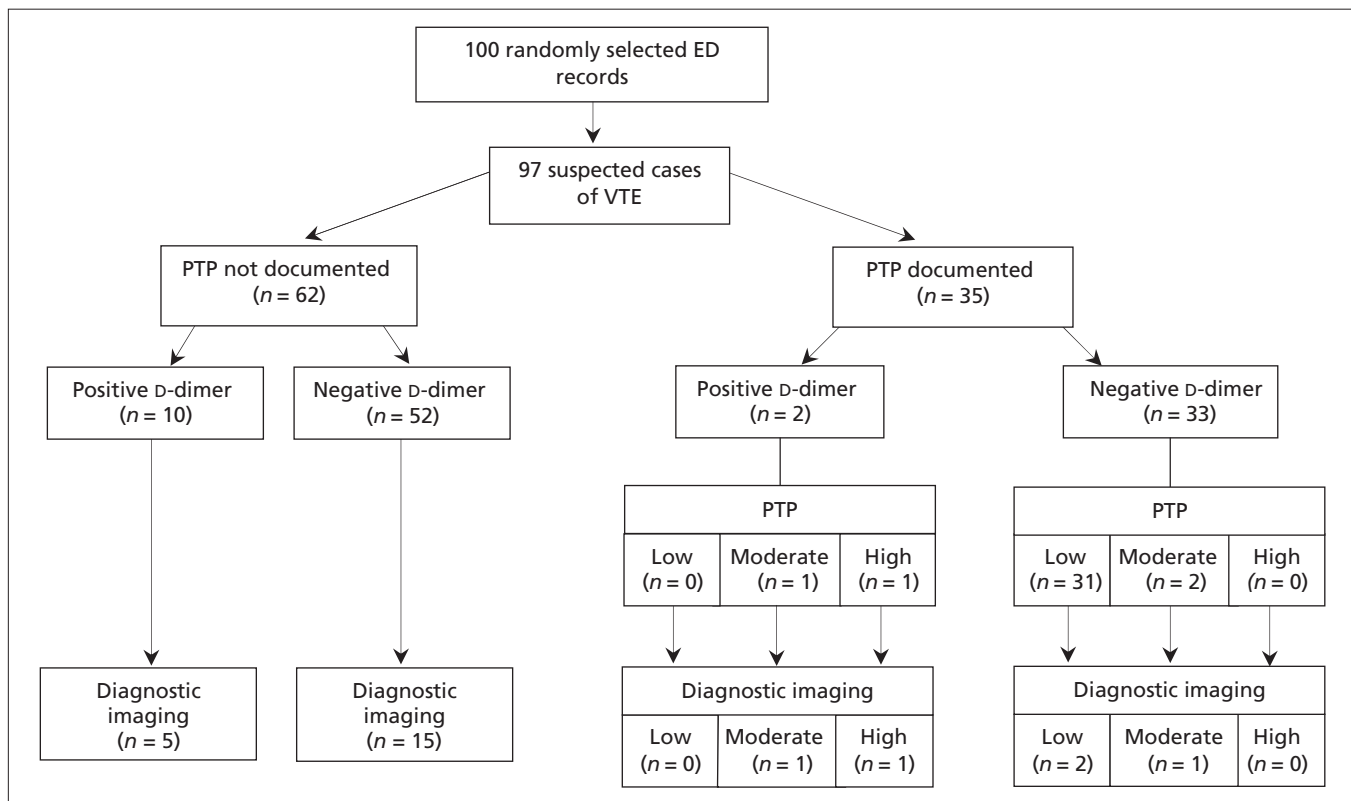 100 randomly selected ED
records
97 suspected cases
of VTE
PTP not documented
(n = 62)
PTP documented
(n = 35)
Positive D-dimer
(n = 10)
Negative D-dimer
(n = 52)
Positive D-dimer
(n = 2)
Negative D-dimer
(n = 33)
PTP
Low
(n = 0)
Moderate
(n = 1)
High
(n = 1)
PTP
Low
(n = 31)
Moderate
(n = 2)
High
(n = 0)
Diagnostic
imaging
(n = 5)
Diagnostic
imaging
(n = 15)
Diagnostic imaging
Low
(n = 0)
Moderate
(n = 1)
High
(n = 1)
Diagnostic imaging
Low
(n = 2)
Moderate
(n = 1)
High
(n = 0)